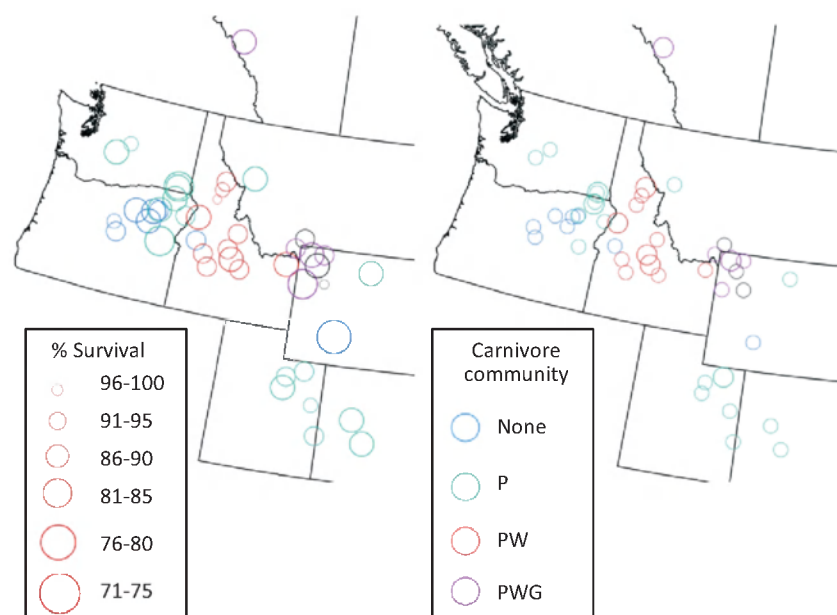 % Survival
96-100
91-95
86-90
81-85
76-80
71-75
Carnivore
community
None
P
PW
PWG